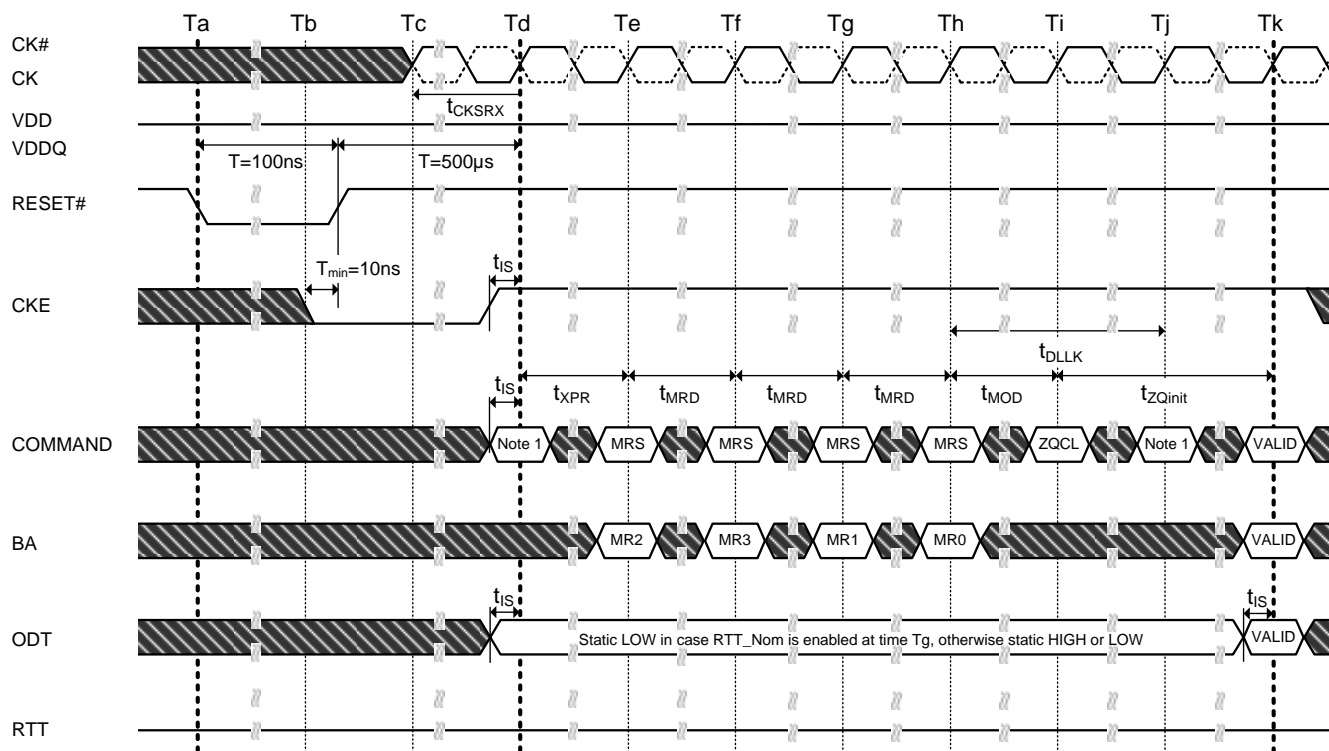 Ta Tb Tc Td Te Tf Tg Th Ti Tj Tk
CK#
CK
tCKSRX
VDD
VDDQ
T=100ns T=500µs
RESET#
Tmin=10ns tIS
CKE
tDLLK
tIS tXPR tMRD tMRD tMRD tMOD tZQinit
COMMAND Note 1 MRS MRS MRS MRS ZQCL Note 1 VALID
BA MR2 MR3 MR1 MR0 VALID
tIS tIS
ODT Static LOW in case RTT_Nom is enabled at time Tg, otherwise static HIGH or LOW VALID
RTT